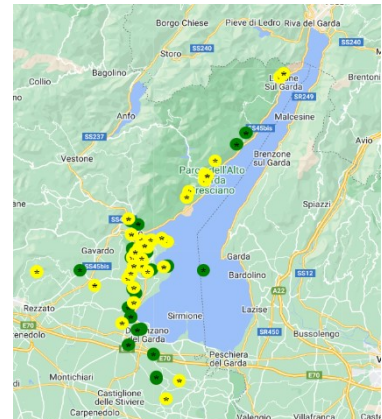 Pieve di Ledro
Riva del Garda
Borgo Chiese
SS240
SS240
Storo
Bagolino
Collio
sul Garda
SR249
Brentoni
Anfo
Malcesine
SS237
SS45bis
Avio
Vestone
Parco dell'Alto
Brenzone
sul Garda
Bresciano
Spiazzi
Gavardo
Garda
SS45bis
Bardolino
SS12
A22
Rezzato
Sirmione
Lazise
E70
SR450
Bussolengo
enedolo
del Garda
Peschiera
del Garda
E70
E70
Montichiari
Castiglione
delle Stiviere
Carpenedolo
Valeggio
Villafranca